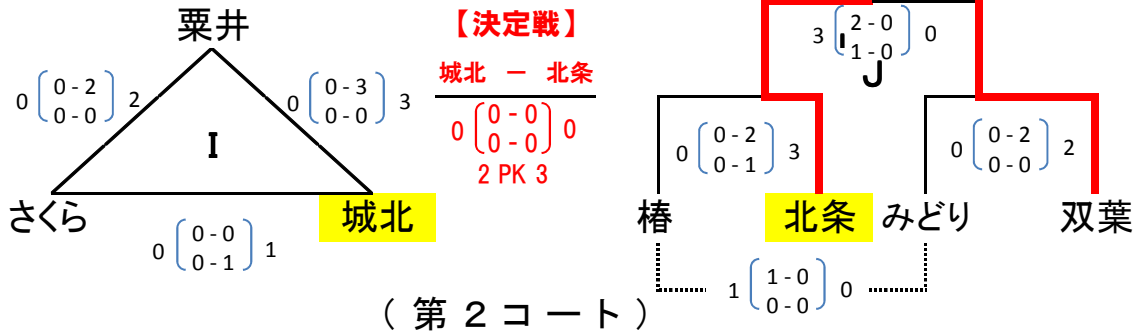 粟井
0 0-2 0-0 2
0 0-3 0-0 3
I
さくら
城北
0 0-0 0-1 1
【決定戦】
城北 － 北条
0 0-0 0-0 0
2 PK 3
3 2-0 1-0 0
J
0 0-2 0-1 3
0 0-2 0-0 2
椿
北条
みどり
双葉
1 1-0 0-0 0
(第2コート)